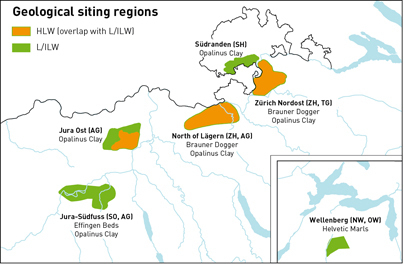 Geological siting regions
HLW (overlap with L/ILW)
L/ILW
Südranden (SH)
Opalinus Clay
Zürich Nordost (ZH, TG)
Brauner Dogger
Opalinus Clay
Jura Ost (AG)
Opalinus Clay
North of Lägern (ZH, AG)
Brauner Dogger
Opalinus Clay
Jura-Südfuss (SO, AG)
Effingen Beds
Opalinus Clay
Wellenberg (NW, OW)
Helvetic Marls